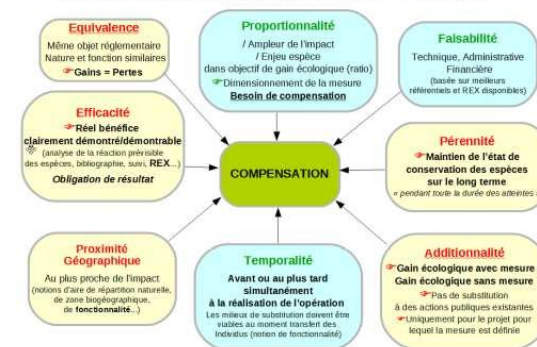 Equivalence
Même objet réglementaire
Nature et fonction similaires
☞Gains = Pertes
Proportionnalité
/ Ampleur de l'impact
/ Enjeu espèce
dans objectif de gain écologique (ratio)
☞Dimensionnement de la mesure
Besoin de compensation
Faisabilité
Technique, Administrative
Financière
(basée sur meilleurs
référentiels et REX disponibles)
Efficacité
☞Réel bénéfice
clairement démontré/démontrable
(analyse de la réaction prévisible
des espèces, bibliographie, suivi, REX...)
Obligation de résultat
COMPENSATION
Pérennité
☞Maintien de l'état de
conservation des espèces
sur le long terme
« pendant toute la durée des atteintes »
Proximité
Géographique
Au plus proche de l'impact
(notions d'aire de répartition naturelle,
de zone biogéographique,
de fonctionnalité...)
Temporalité
Avant ou au plus tard
simultanément
à la réalisation de l'opération
Les milieux de substitution doivent être
viables au moment transfert des
Individus (notion de fonctionnalité)
Additionnalité
☞Gain écologique avec mesure
Gain écologique sans mesure
☞Pas de substitution
à des actions publiques existantes
☞Uniquement pour le projet pour
lequel la mesure est définie